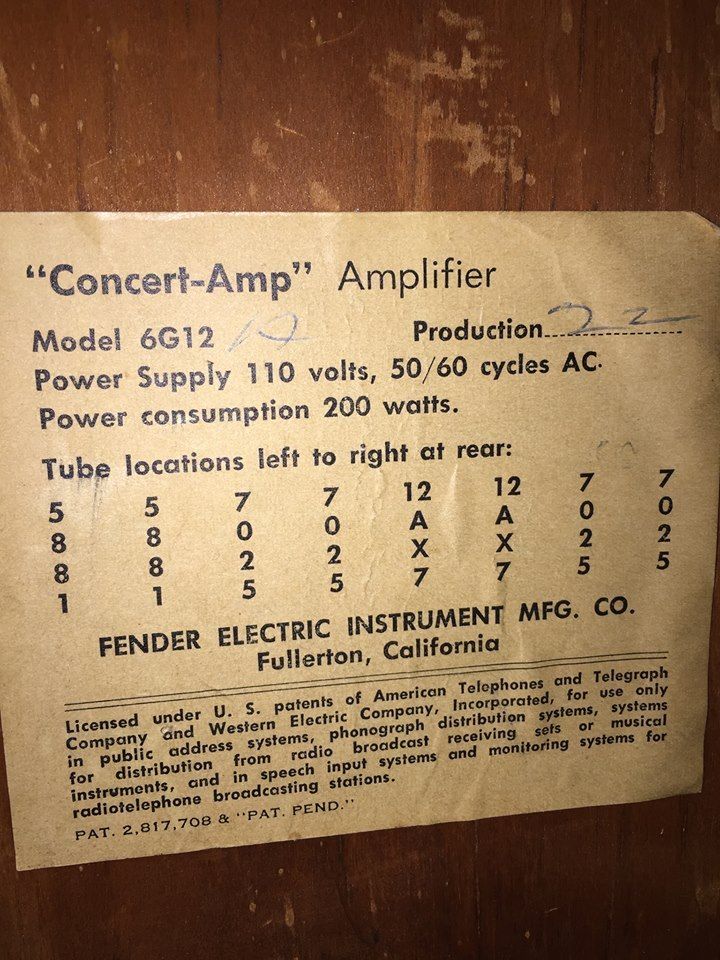 “Concert-Amp” Amplifier
Model 6G12 A Production 22
Power Supply 110 volts, 50/60 cycles AC.
Power consumption 200 watts.
Tube locations left to right at rear:
5 5 7 7 12 12 7 7
8 8 0 0 A A 0 0
8 8 2 2 X X 2 2
1 1 5 5 7 7 5 5
FENDER ELECTRIC INSTRUMENT MFG. CO.
Fullerton, California
Licensed under U. S. patents of American Telephones and Telegraph
Company and Western Electric Company, Incorporated, for use only
in public address systems, phonograph distribution systems, systems
for distribution from radio broadcast receiving sets or musical
instruments, and in speech input systems and monitoring systems for
radiotelephone broadcasting stations.
PAT. 2,817,708 & "PAT. PEND."